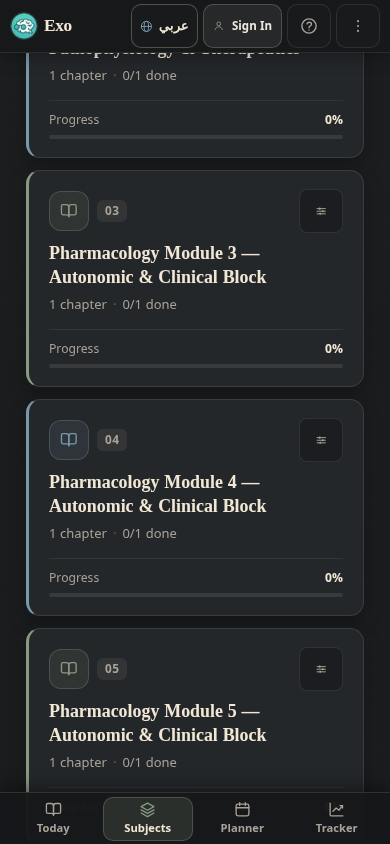 Exo
عربي
Sign In
Pathophysiology & Therapeutics
1 chapter · 0/1 done
Progress
0%
03
Pharmacology Module 3 —
Autonomic & Clinical Block
1 chapter · 0/1 done
Progress
0%
04
Pharmacology Module 4 —
Autonomic & Clinical Block
1 chapter · 0/1 done
Progress
0%
05
Pharmacology Module 5 —
Autonomic & Clinical Block
1 chapter · 0/1 done
Today
Subjects
Planner
Tracker